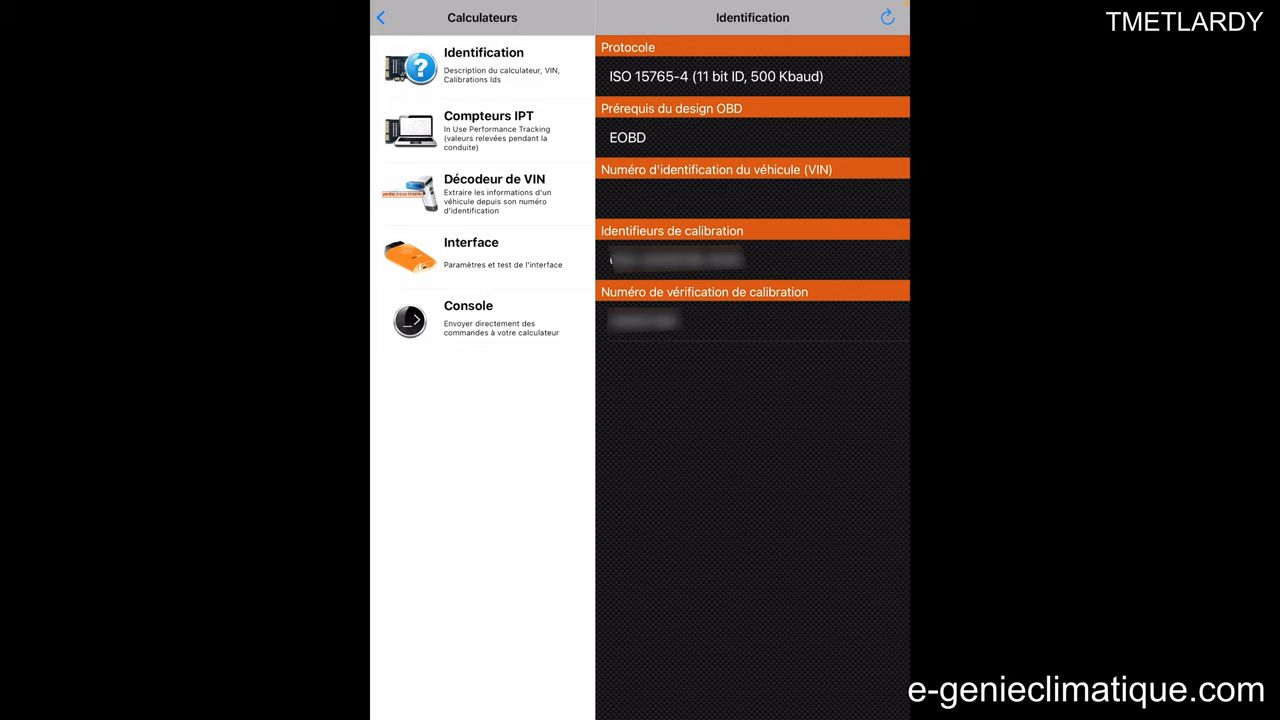 TMETLARDY
Calculateurs
Identification
Description du calculateur, VIN,
Calibrations Ids
Compteurs IPT
In Use Performance Tracking
(valeurs relevées pendant la
conduite)
Décodeur de VIN
Extraire les informations d'un
véhicule depuis son numéro
d'identification
Interface
Paramètres et test de l'interface
Console
Envoyer directement des
commandes à votre calculateur
Identification
Protocole
ISO 15765-4 (11 bit ID, 500 Kbaud)
Prérequis du design OBD
EOBD
Numéro d'identification du véhicule (VIN)
Identifieurs de calibration
Numéro de vérification de calibration
e-genieclimatique.com